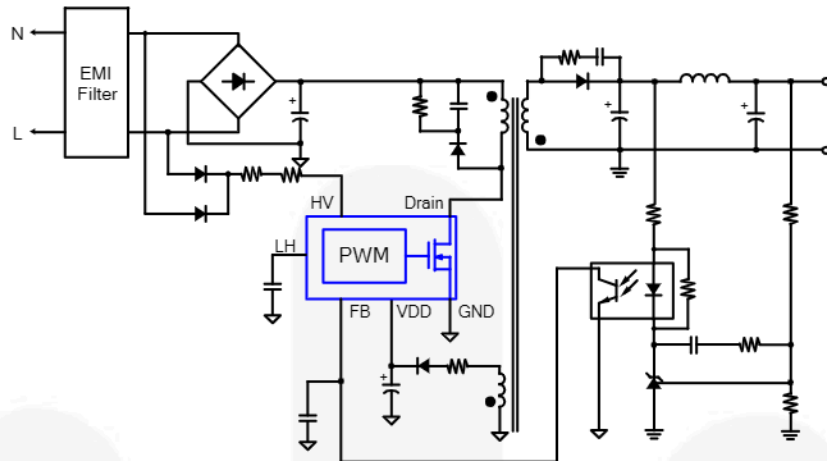 N
EMI
Filter
L
HV
Drain
LH
PWM
FB
VDD
GND
+
+
+
+